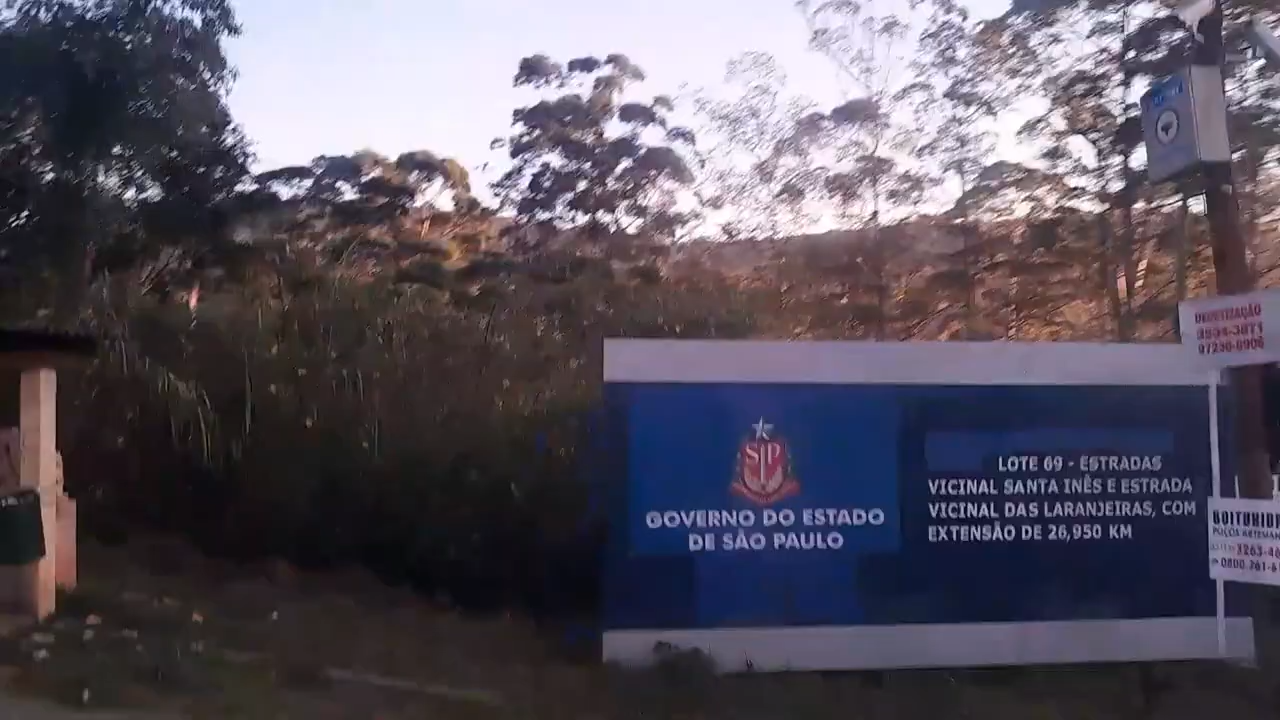 DEDETIZAÇÃO
GOVERNO DO ESTADO
DE SÃO PAULO
SP
LOTE 69 - ESTRADAS
VICINAL SANTA INÊS E ESTRADA
VICINAL DAS LARANJEIRAS, COM
EXTENSÃO DE 26,950 KM